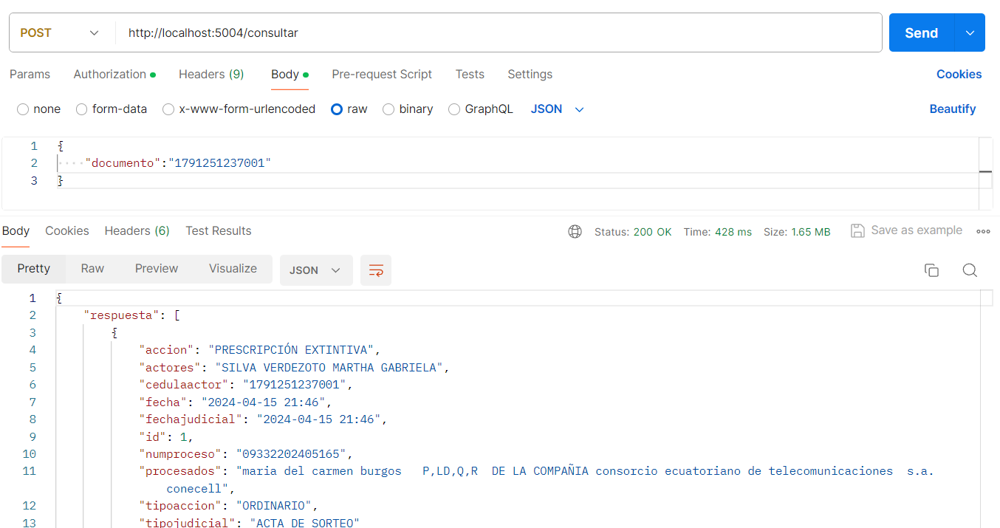 POST http://localhost:5004/consultar Send
Params Authorization Headers (9) Body Pre-request Script Tests Settings Cookies
none form-data x-www-form-urlencoded raw binary GraphQL JSON Beautify
1 {
2 ····"documento":"1791251237001"
3 }
Body Cookies Headers (6) Test Results Status: 200 OK Time: 428 ms Size: 1.65 MB Save as example
Pretty Raw Preview Visualize JSON
1 {
2 "respuesta": [
3 {
4 "accion": "PRESCRIPCIÓN EXTINTIVA",
5 "actores": "SILVA VERDEZOTO MARTHA GABRIELA",
6 "cedulaactor": "1791251237001",
7 "fecha": "2024-04-15 21:46",
8 "fechajudicial": "2024-04-15 21:46",
9 "id": 1,
10 "numproceso": "09332202405165",
11 "procesados": "maria del carmen burgos   P,LD,Q,R  DE LA COMPAÑIA consorcio ecuatoriano de telecomunicaciones  s.a.
conecell",
12 "tipoaccion": "ORDINARIO",
13 "tipojudicial": "ACTA DE SORTEO"